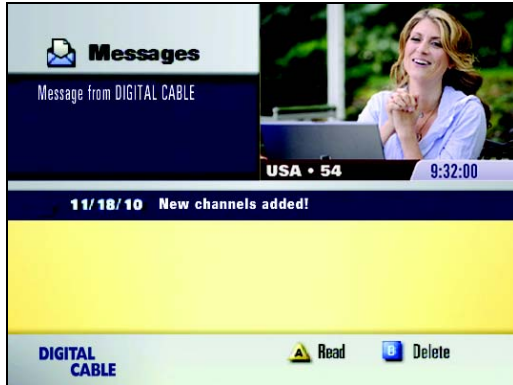 Messages
Message from DIGITAL CABLE
USA • 54
9:32:00
11/18/10 New channels added!
DIGITAL
CABLE
A Read
B Delete